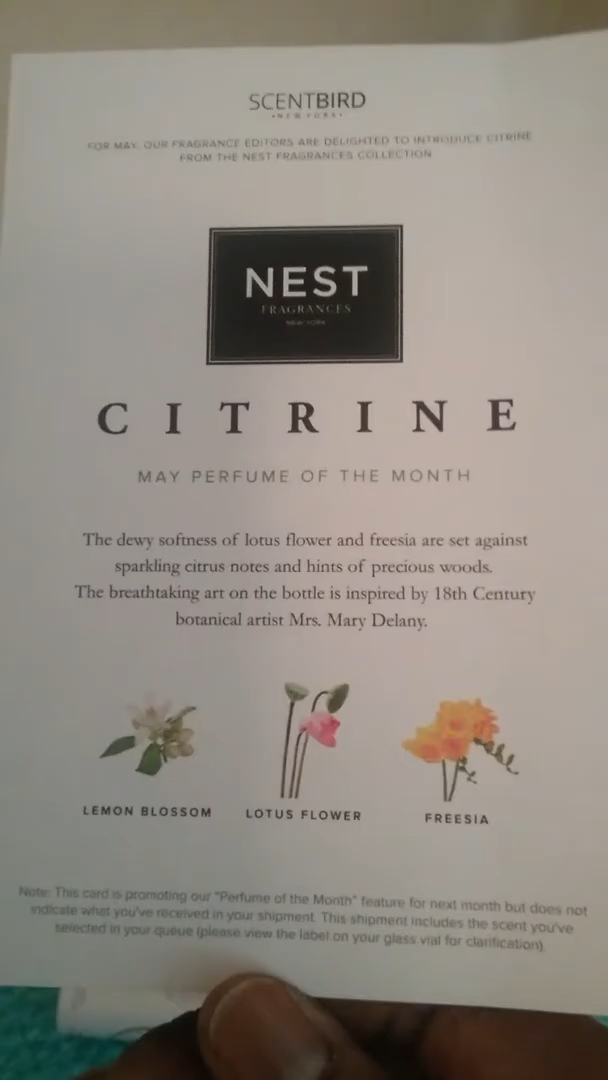 SCENTBIRD
•NEW YORK•
FOR MAY, OUR FRAGRANCE EDITORS ARE DELIGHTED TO INTRODUCE CITRINE
FROM THE NEST FRAGRANCES COLLECTION
NEST
FRAGRANCES
NEW YORK
CITRINE
MAY PERFUME OF THE MONTH
The dewy softness of lotus flower and freesia are set against
sparkling citrus notes and hints of precious woods.
The breathtaking art on the bottle is inspired by 18th Century
botanical artist Mrs. Mary Delany.
LEMON BLOSSOM
LOTUS FLOWER
FREESIA
Note: This card is promoting our "Perfume of the Month" feature for next month but does not
indicate what you've received in your shipment. This shipment includes the scent you've
selected in your queue (please view the label on your glass vial for clarification).